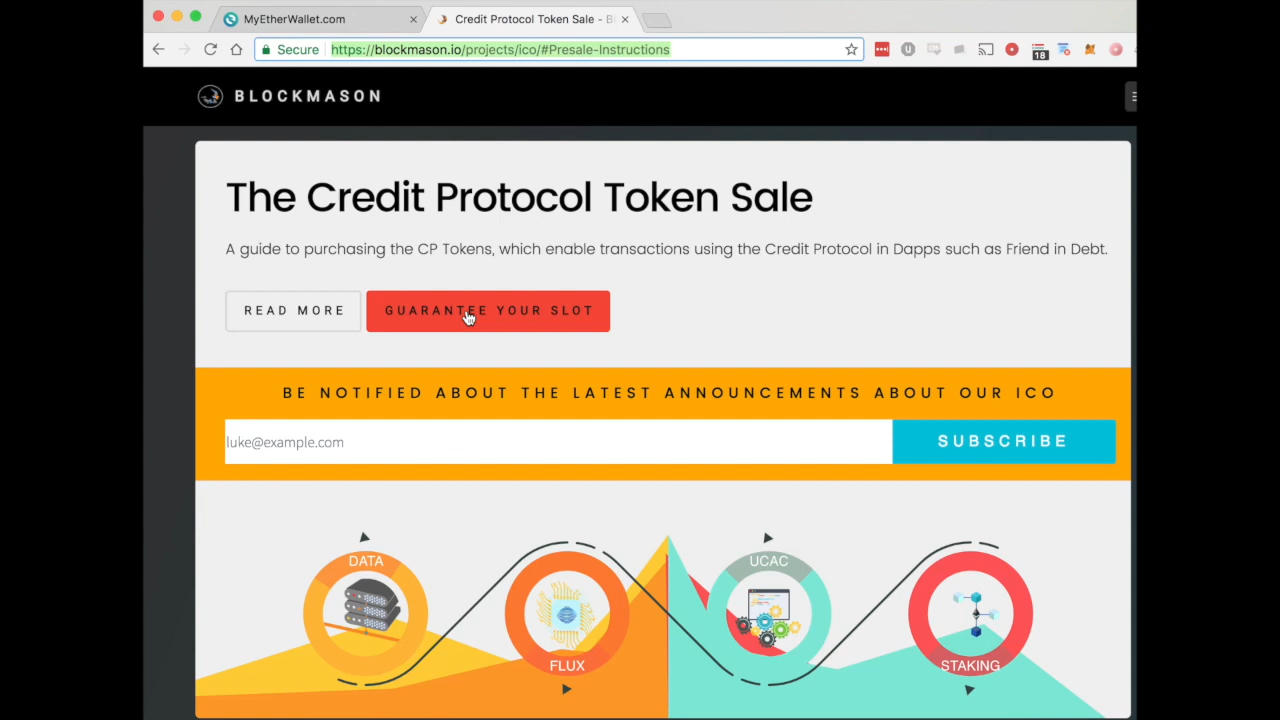 MyEtherWallet.com
Credit Protocol Token Sale - B
Secure
https://blockmason.io/projects/ico/#Presale-Instructions
18
BLOCKMASON
The Credit Protocol Token Sale
A guide to purchasing the CP Tokens, which enable transactions using the Credit Protocol in Dapps such as Friend in Debt.
READ MORE
GUARANTEE YOUR SLOT
BE NOTIFIED ABOUT THE LATEST ANNOUNCEMENTS ABOUT OUR ICO
luke@example.com
SUBSCRIBE
DATA
UCAC
FLUX
STAKING